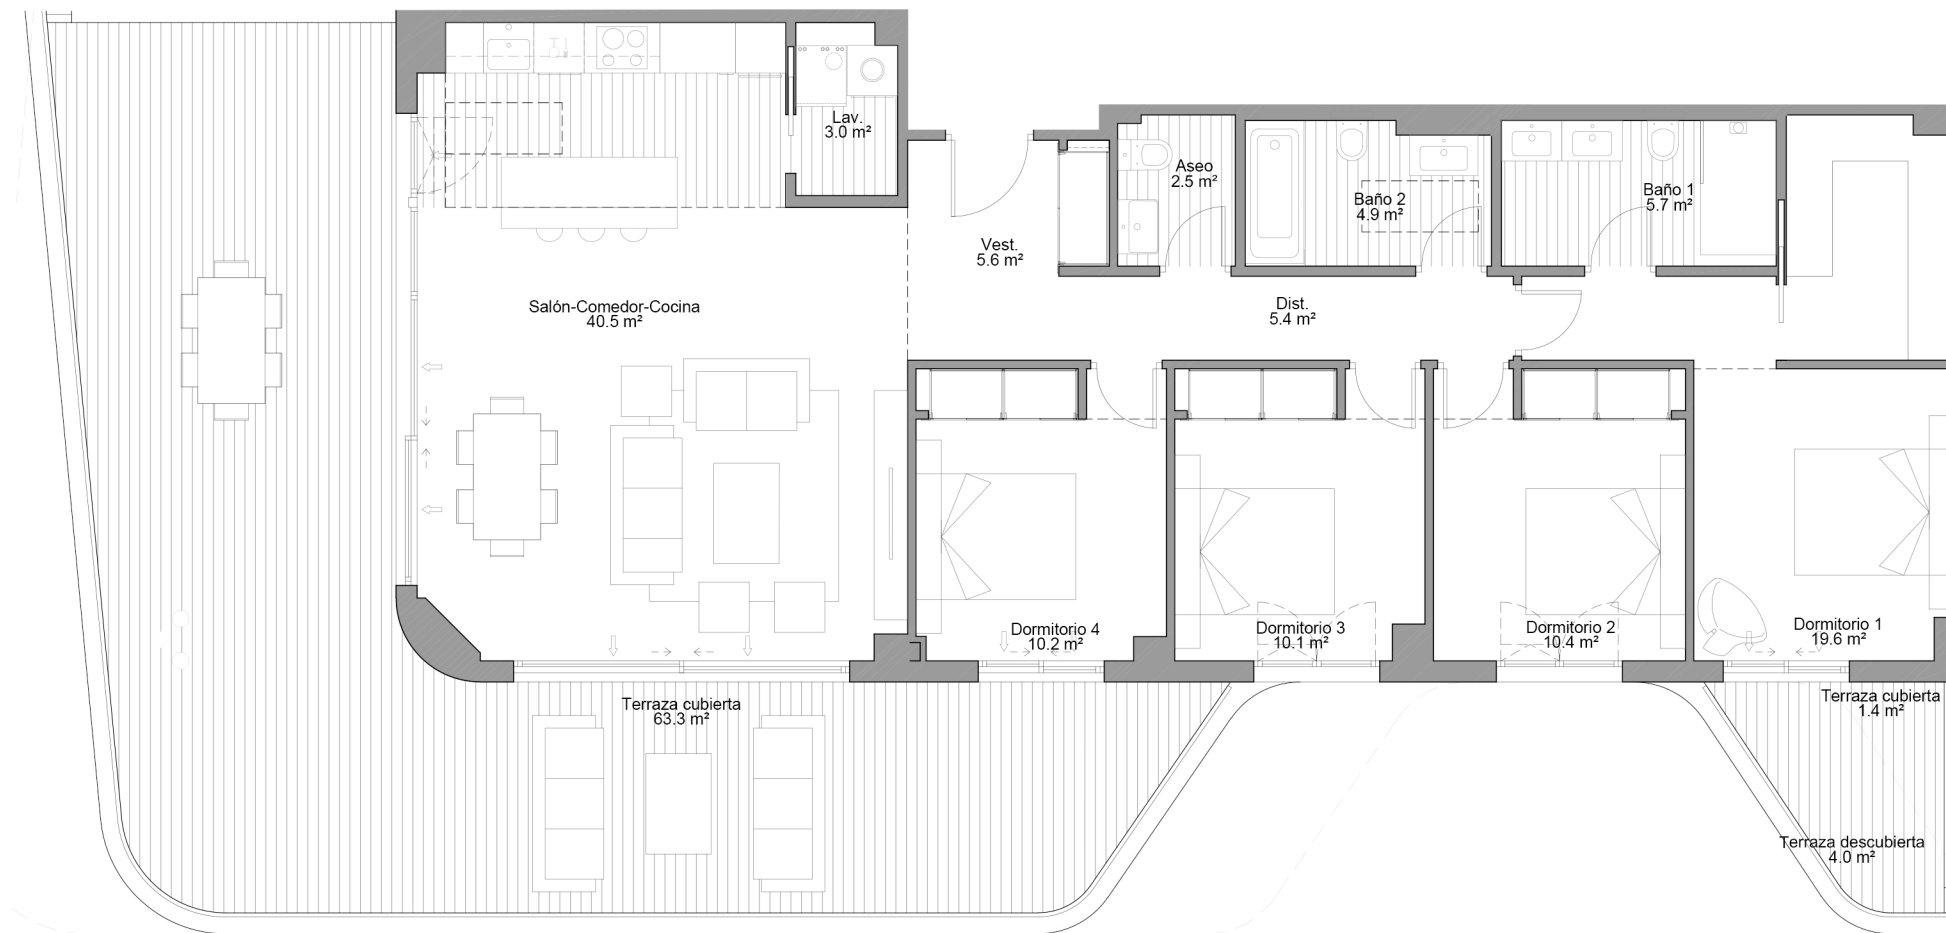 Lav.
3.0 m²
Aseo
2.5 m²
Baño 2
4.9 m²
Baño 1
5.7 m²
Vest.
5.6 m²
Salón-Comedor-Cocina
40.5 m²
Dist.
5.4 m²
Dormitorio 4
10.2 m²
Dormitorio 3
10.1 m²
Dormitorio 2
10.4 m²
Dormitorio 1
19.6 m²
Terraza cubierta
63.3 m²
Terraza cubierta
1.4 m²
Terraza descubierta
4.0 m²